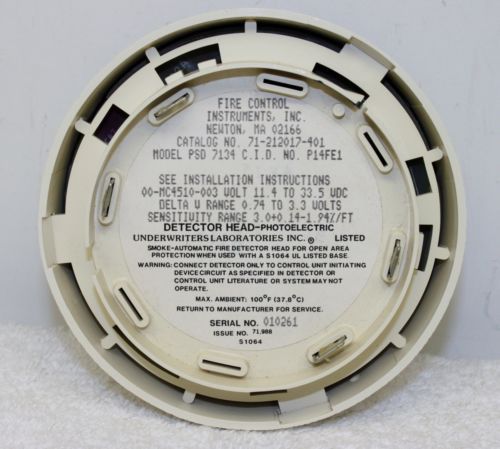 FIRE CONTROL
INSTRUMENTS, INC.
NEWTON, MA 02166
CATALOG NO. 71-212017-401
MODEL PSD 7134 C.I.D. NO. P14FE1
SEE INSTALLATION INSTRUCTIONS
00-MC4510-003 VOLT 11.4 TO 33.5 VDC
DELTA V RANGE 0.74 TO 3.3 VOLTS
SENSITIVITY RANGE 3.0+0.14-1.94%/FT
DETECTOR HEAD-PHOTOELECTRIC
UNDERWRITERS LABORATORIES INC.® LISTED
SMOKE-AUTOMATIC FIRE DETECTOR HEAD FOR OPEN AREA
PROTECTION WHEN USED WITH A S1064 UL LISTED BASE.
WARNING: CONNECT DETECTOR ONLY TO CONTROL UNIT INITIATING
DEVICE CIRCUIT AS SPECIFIED IN DETECTOR OR
CONTROL UNIT LITERATURE OR SYSTEM MAY NOT
OPERATE.
MAX. AMBIENT: 100°F (37.8°C)
RETURN TO MANUFACTURER FOR SERVICE.
SERIAL NO. 010261
ISSUE NO. 71,988
S1064